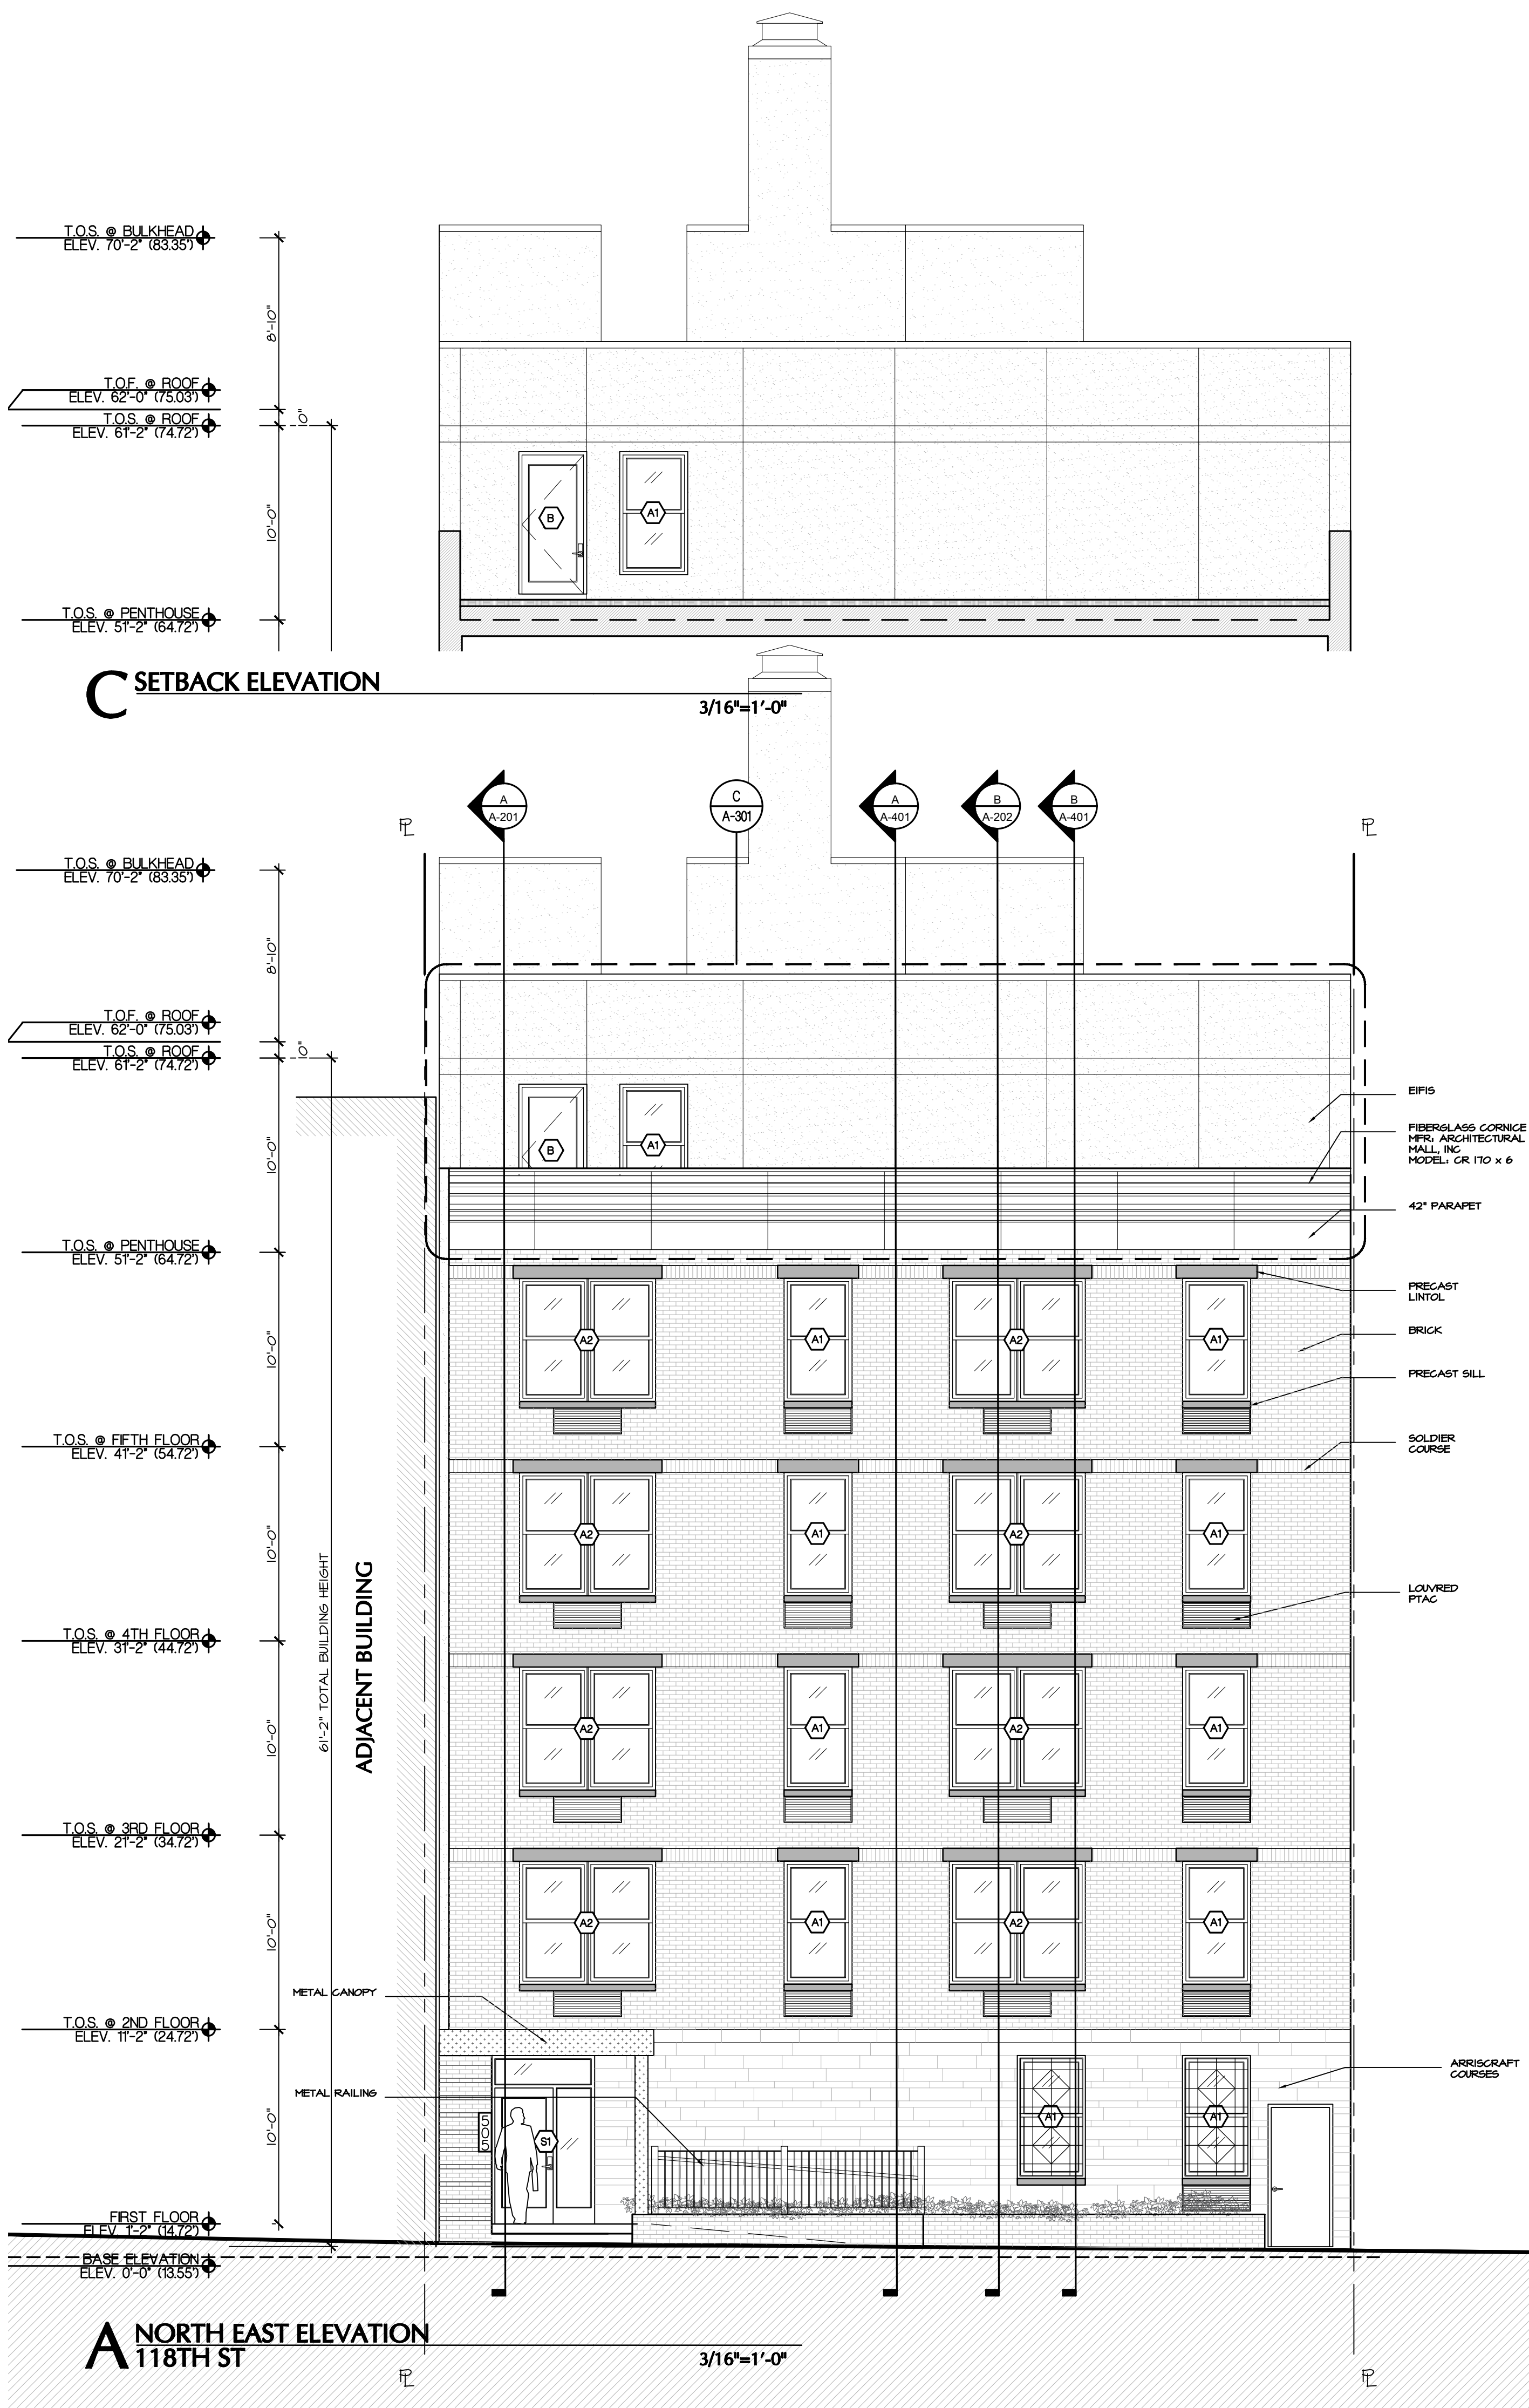 T.O.S. @ BULKHEAD
ELEV. 70'-2" (83.35')
8'-10"
T.O.F. @ ROOF
ELEV. 62'-0" (75.03')
T.O.S. @ ROOF
ELEV. 61'-2" (74.72')
0"
10'-0"
B
A1
T.O.S. @ PENTHOUSE
ELEV. 51'-2" (64.72')
C SETBACK ELEVATION
3/16"=1'-0"
A
A-201
C
A-301
A
A-401
B
A-202
B
A-401
PL
PL
T.O.S. @ BULKHEAD
ELEV. 70'-2" (83.35')
8'-10"
T.O.F. @ ROOF
ELEV. 62'-0" (75.03')
T.O.S. @ ROOF
ELEV. 61'-2" (74.72')
0"
EIFIS
FIBERGLASS CORNICE
MFR: ARCHITECTURAL
MALL, INC
MODEL: CR 170 x 6
10'-0"
B
A1
42" PARAPET
T.O.S. @ PENTHOUSE
ELEV. 51'-2" (64.72')
PRECAST
LINTOL
BRICK
10'-0"
A2
A1
A2
A1
PRECAST SILL
T.O.S. @ FIFTH FLOOR
ELEV. 41'-2" (54.72')
SOLDIER
COURSE
10'-0"
A2
A1
A2
A1
LOUVRED
PTAC
61'-2" TOTAL BUILDING HEIGHT
ADJACENT BUILDING
T.O.S. @ 4TH FLOOR
ELEV. 31'-2" (44.72')
10'-0"
A2
A1
A2
A1
T.O.S. @ 3RD FLOOR
ELEV. 21'-2" (34.72')
10'-0"
A2
A1
A2
A1
METAL CANOPY
T.O.S. @ 2ND FLOOR
ELEV. 11'-2" (24.72')
ARRISCRAFT
COURSES
METAL RAILING
10'-0"
505
S1
A1
A1
FIRST FLOOR
ELEV. 1'-2" (14.72')
BASE ELEVATION
ELEV. 0'-0" (13.55')
A NORTH EAST ELEVATION
118TH ST
3/16"=1'-0"
PL
PL